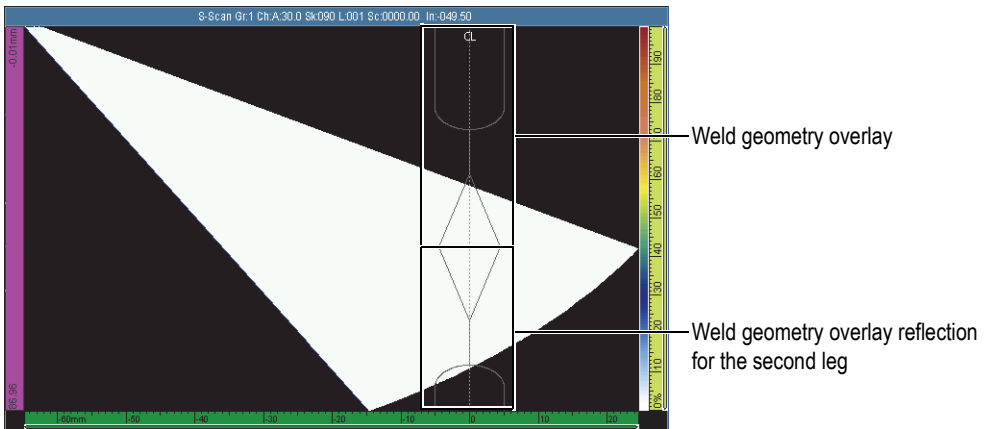 S-Scan Gr:1 Ch:A:30.0 Sk:090 L:001 Sc:0000.00 In:-049.50
CL
-0.01mm
86.96
|90
|80
|70
|60
|50
|40
|30
|20
|10
0%
|-60mm
|-50
|-40
|-30
|-20
|-10
|0
|10
|20
Weld geometry overlay
Weld geometry overlay reflection
for the second leg